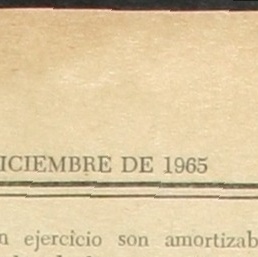 ICIEMBRE DE 1965
n ejercicio son amortizab